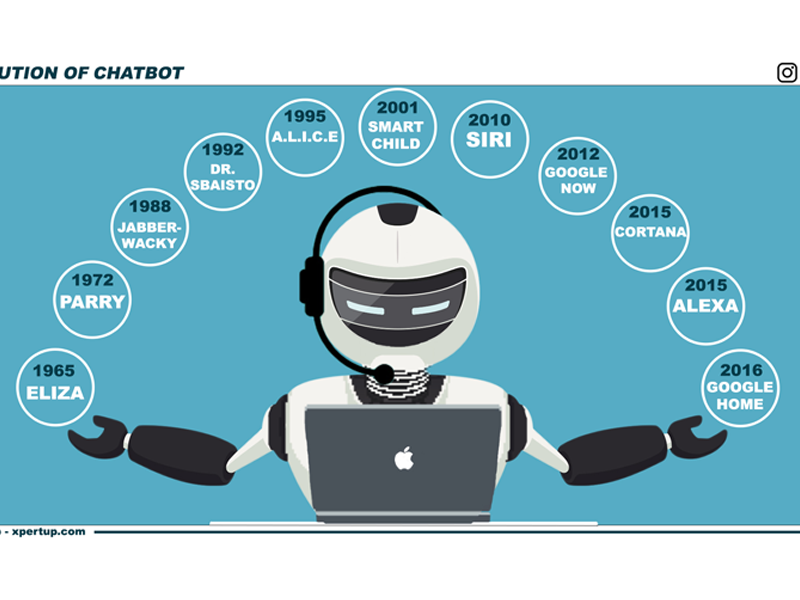 UTION OF CHATBOT
1965
ELIZA
1972
PARRY
1988
JABBER-
WACKY
1992
DR.
SBAISTO
1995
A.L.I.C.E
2001
SMART
CHILD
2010
SIRI
2012
GOOGLE
NOW
2015
CORTANA
2015
ALEXA
2016
GOOGLE
HOME
- xpertup.com